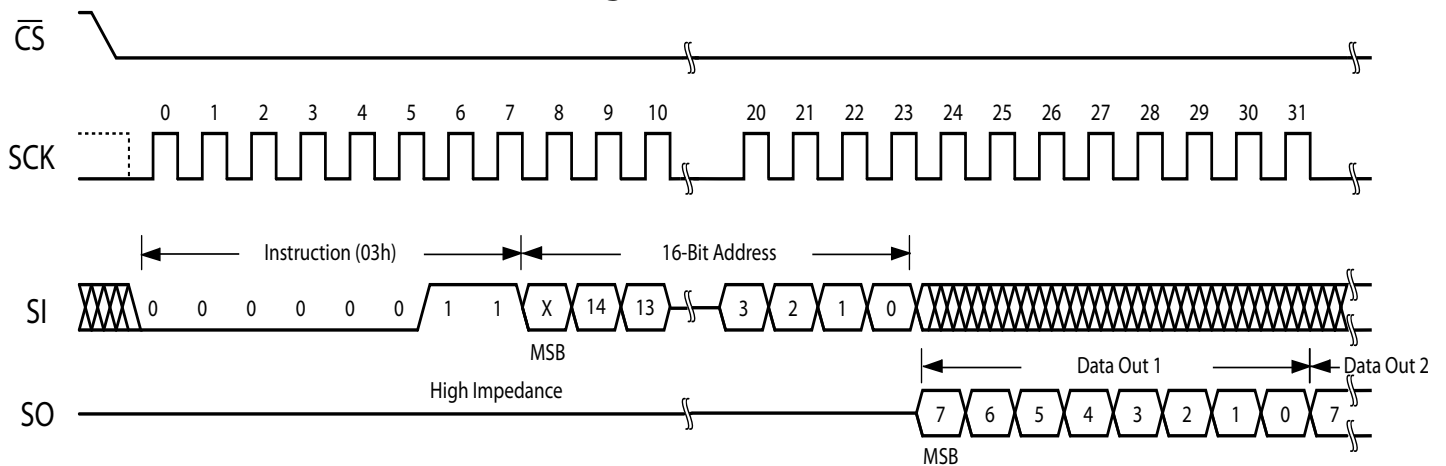 CS
0 1 2 3 4 5 6 7 8 9 10 20 21 22 23 24 25 26 27 28 29 30 31
SCK
Instruction (03h) 16-Bit Address
SI 0 0 0 0 0 0 1 1 X 14 13 3 2 1 0
MSB
Data Out 1 Data Out 2
High Impedance
SO 7 6 5 4 3 2 1 0 7
MSB